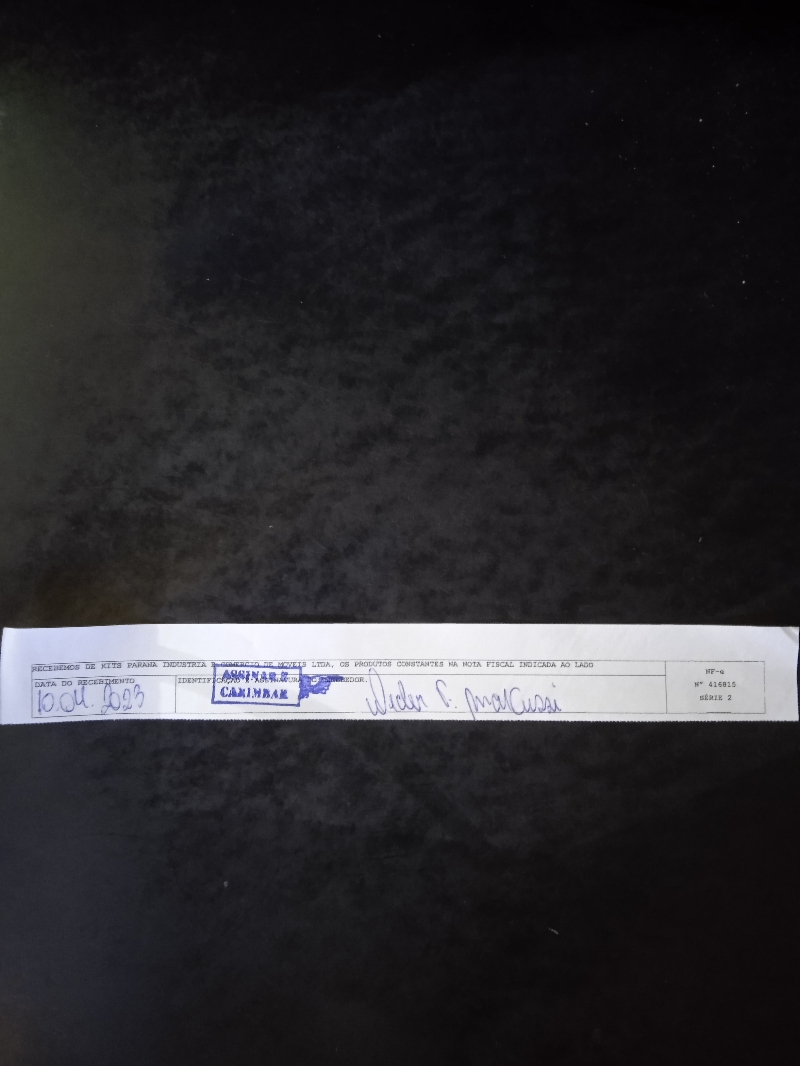 RECEBEMOS DE KITS PARANA INDUSTRIA E COMERCIO DE MOVEIS LTDA, OS PRODUTOS CONSTANTES NA NOTA FISCAL INDICADA AO LADO
DATA DO RECEBIMENTO
10.04.2023
IDENTIFICAÇÃO E ASSINATURA DO RECEBEDOR.
ASSINAR E
CARIMBAR
NF-e
N° 416815
SÉRIE 2